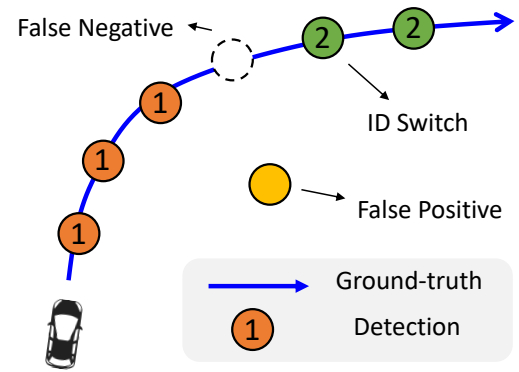 False Negative
2
2
1
ID Switch
1
False Positive
1
Ground-truth
1
Detection